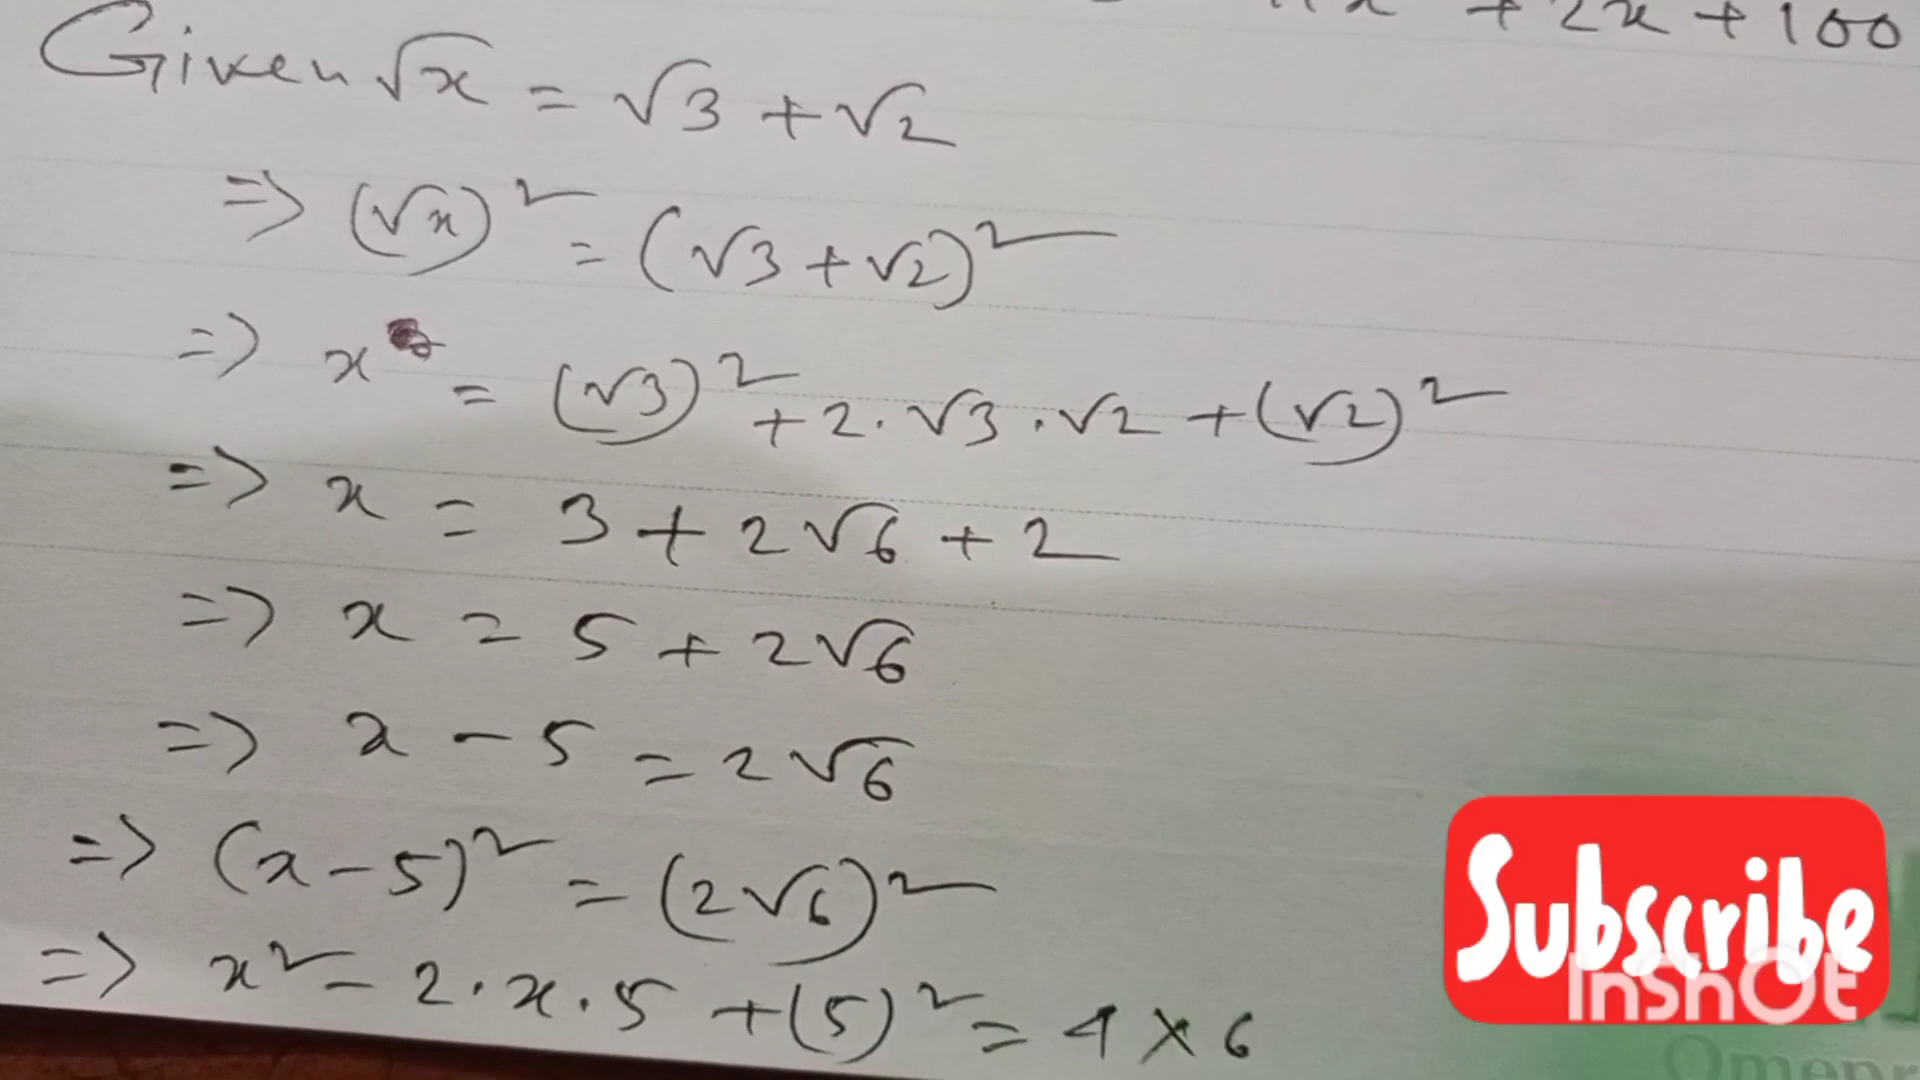 + 2x + 100
Given √x = √3 + √2
=> (√x)² = (√3 + √2)²
=> x = (√3)² + 2·√3·√2 + (√2)²
=> x = 3 + 2√6 + 2
=> x = 5 + 2√6
=> x - 5 = 2√6
=> (x - 5)² = (2√6)²
=> x² - 2·x·5 + (5)² = 4 × 6
Subscribe
InShOt